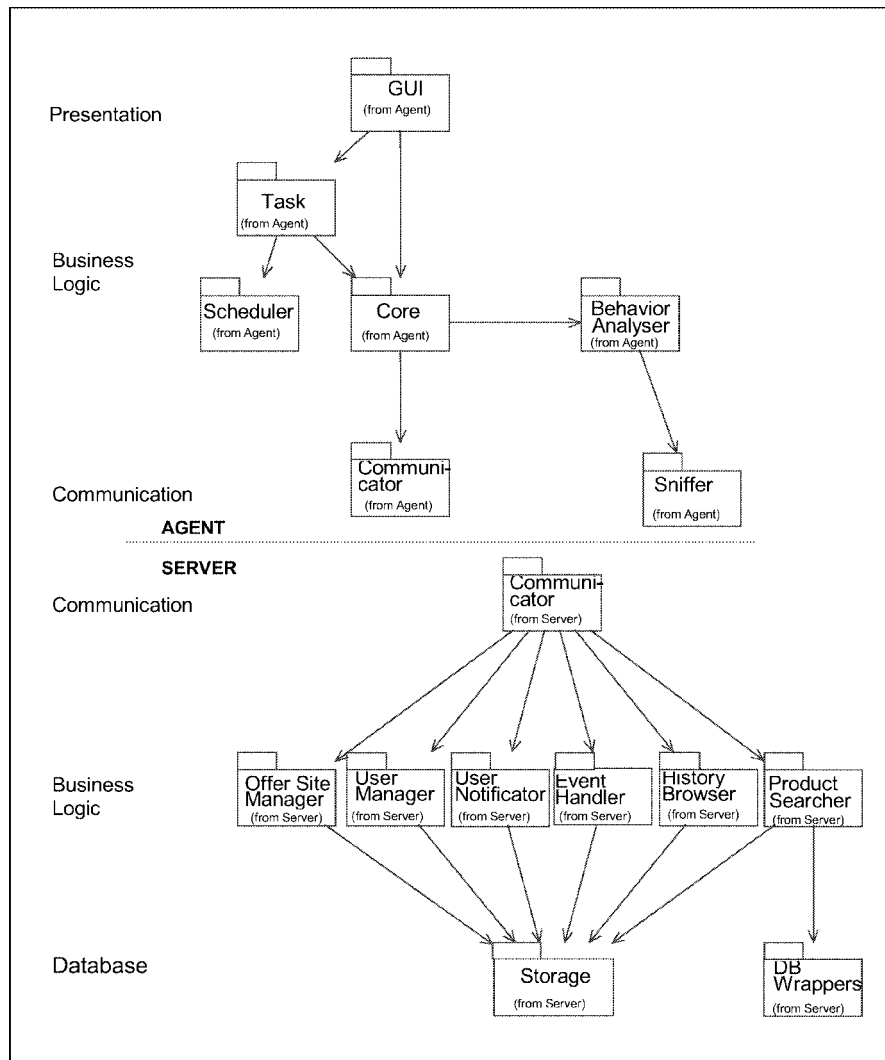 GUI
(from Agent)
Presentation
Task
(from Agent)
Business
Logic
Scheduler
(from Agent)
Core
(from Agent)
Behavior
Analyser
(from Agent)
Communi-
cator
(from Agent)
Sniffer
(from Agent)
Communication
AGENT
SERVER
Communi-
cator
(from Server)
Communication
Business
Logic
Offer Site
Manager
(from Server)
User
Manager
(from Server)
User
Notificator
(from Server)
Event
Handler
(from Server)
History
Browser
(from Server)
Product
Searcher
(from Server)
Database
Storage
(from Server)
DB
Wrappers
(from Server)